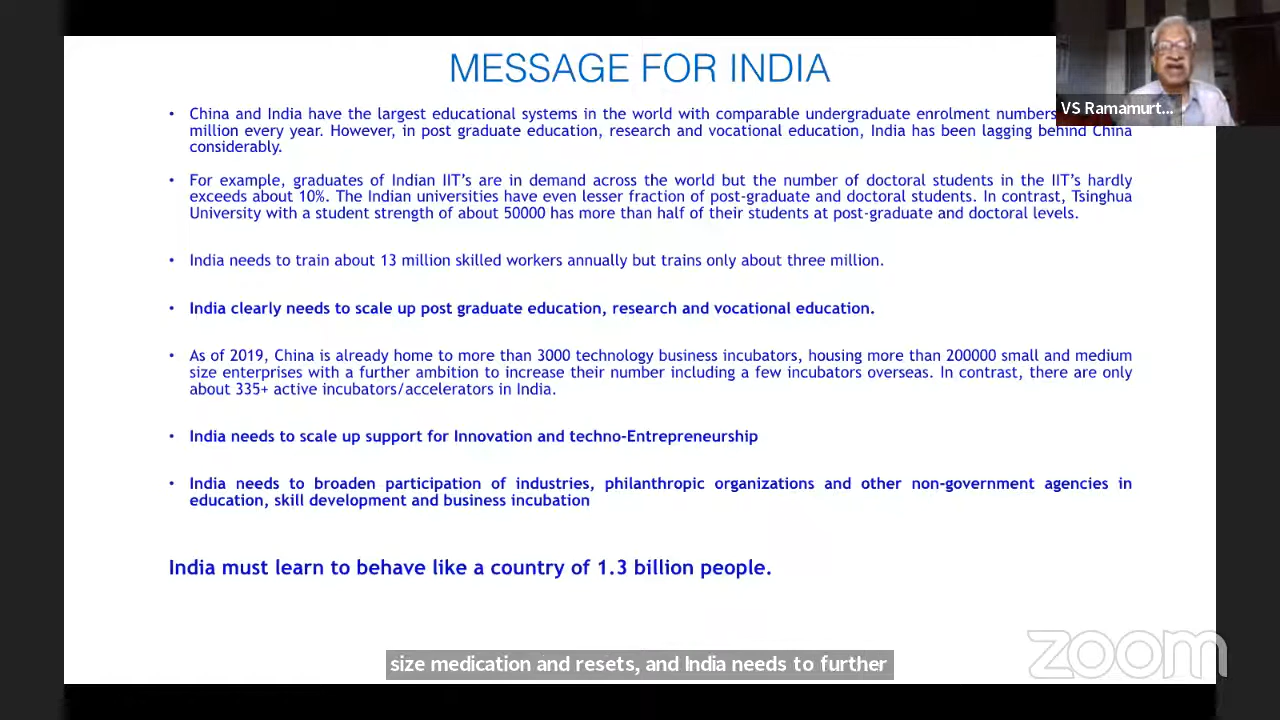 MESSAGE FOR INDIA
VS Ramamurt...
• China and India have the largest educational systems in the world with comparable undergraduate enrolment numbers
million every year. However, in post graduate education, research and vocational education, India has been lagging behind China
considerably.
• For example, graduates of Indian IIT's are in demand across the world but the number of doctoral students in the IIT's hardly
exceeds about 10%. The Indian universities have even lesser fraction of post-graduate and doctoral students. In contrast, Tsinghua
University with a student strength of about 50000 has more than half of their students at post-graduate and doctoral levels.
• India needs to train about 13 million skilled workers annually but trains only about three million.
• India clearly needs to scale up post graduate education, research and vocational education.
• As of 2019, China is already home to more than 3000 technology business incubators, housing more than 200000 small and medium
size enterprises with a further ambition to increase their number including a few incubators overseas. In contrast, there are only
about 335+ active incubators/accelerators in India.
• India needs to scale up support for Innovation and techno-Entrepreneurship
• India needs to broaden participation of industries, philanthropic organizations and other non-government agencies in
education, skill development and business incubation
India must learn to behave like a country of 1.3 billion people.
zoom
size medication and resets, and India needs to further